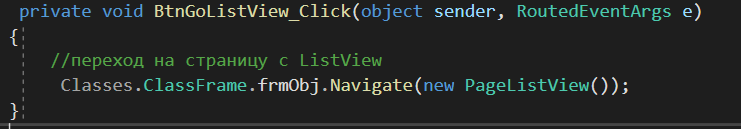 private void BtnGoListView_Click(object sender, RoutedEventArgs e)
{
//переход на страницу с ListView
Classes.ClassFrame.frmObj.Navigate(new PageListView());
}